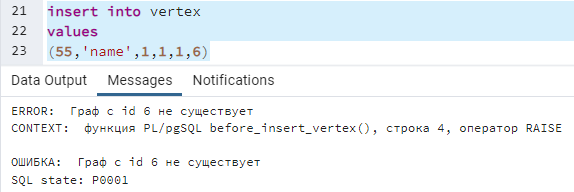 21 insert into vertex
22 values
23 (55,'name',1,1,1,6)
Data Output Messages Notifications
ERROR: Граф с id 6 не существует
CONTEXT: функция PL/pgSQL before_insert_vertex(), строка 4, оператор RAISE
ОШИБКА: Граф с id 6 не существует
SQL state: P0001